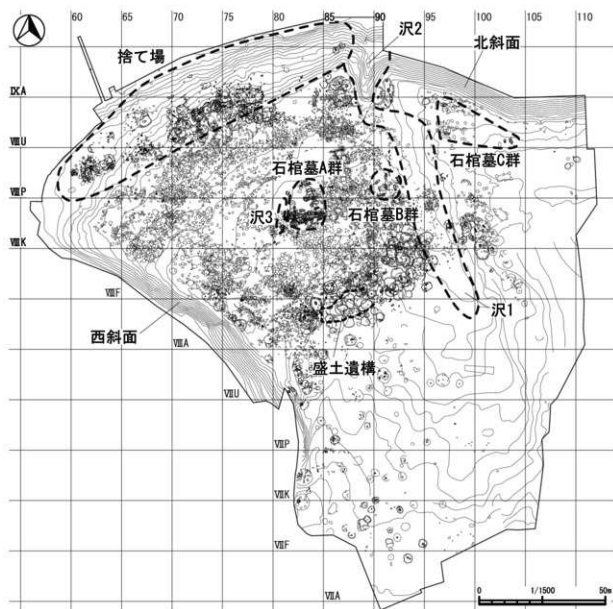 60 65 70 75 80 85 90 95 100 105 110
捨て場
沢2
北斜面
ⅨA
ⅧU
石棺墓A群
石棺墓C群
ⅧP
沢3
石棺墓B群
ⅧK
ⅧF
沢1
西斜面
ⅧA
盛土遺構
ⅦU
ⅦP
ⅦK
ⅦF
ⅦA
0 1/1500 50m